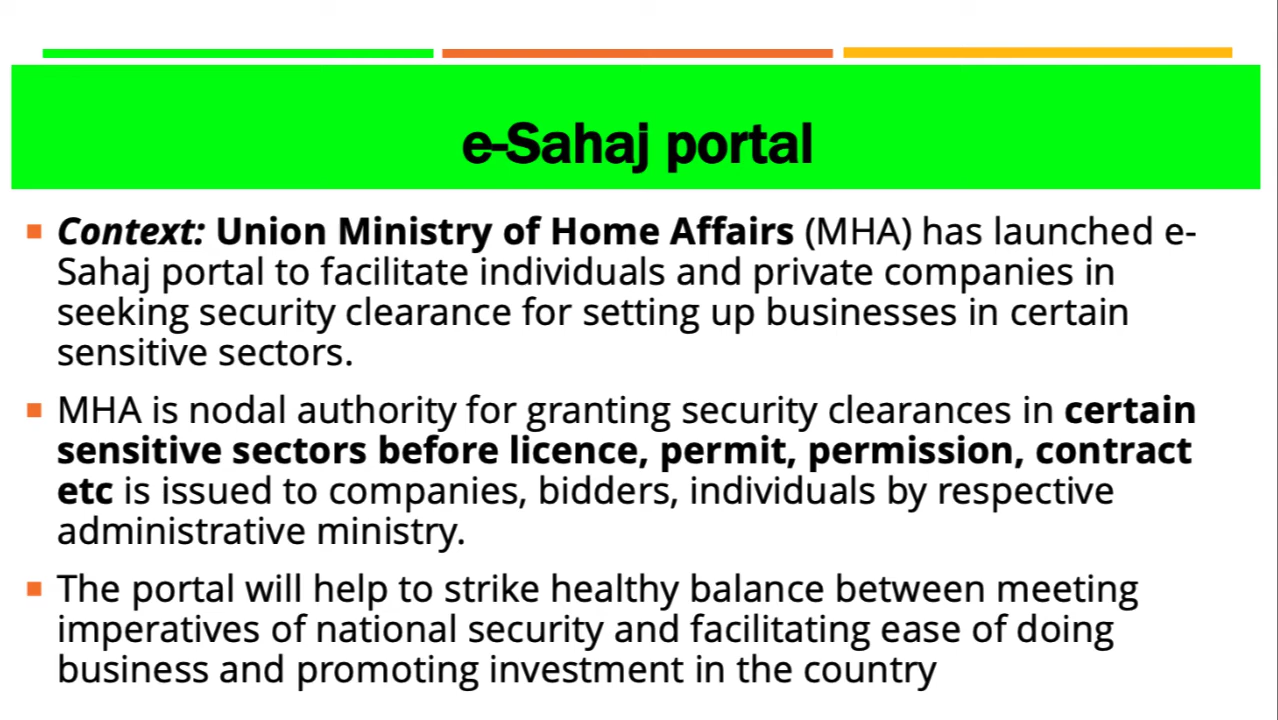 e-Sahaj portal
Context: Union Ministry of Home Affairs (MHA) has launched e-
Sahaj portal to facilitate individuals and private companies in
seeking security clearance for setting up businesses in certain
sensitive sectors.
MHA is nodal authority for granting security clearances in certain
sensitive sectors before licence, permit, permission, contract
etc is issued to companies, bidders, individuals by respective
administrative ministry.
The portal will help to strike healthy balance between meeting
imperatives of national security and facilitating ease of doing
business and promoting investment in the country